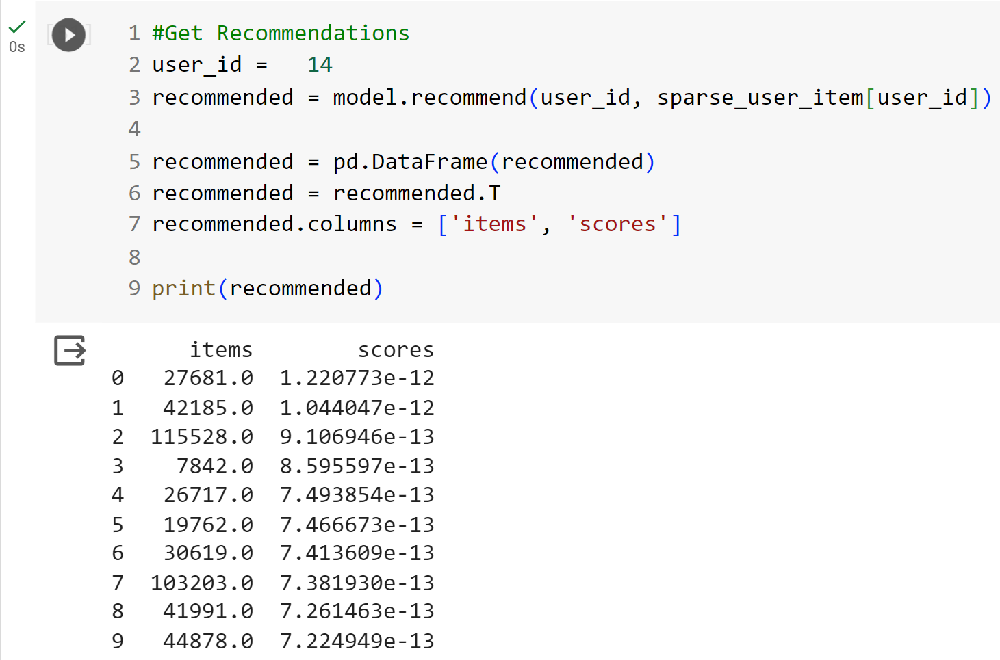 0s
1 #Get Recommendations
2 user_id =   14
3 recommended = model.recommend(user_id, sparse_user_item[user_id])
4
5 recommended = pd.DataFrame(recommended)
6 recommended = recommended.T
7 recommended.columns = ['items', 'scores']
8
9 print(recommended)
items scores
0 27681.0 1.220773e-12
1 42185.0 1.044047e-12
2 115528.0 9.106946e-13
3 7842.0 8.595597e-13
4 26717.0 7.493854e-13
5 19762.0 7.466673e-13
6 30619.0 7.413609e-13
7 103203.0 7.381930e-13
8 41991.0 7.261463e-13
9 44878.0 7.224949e-13